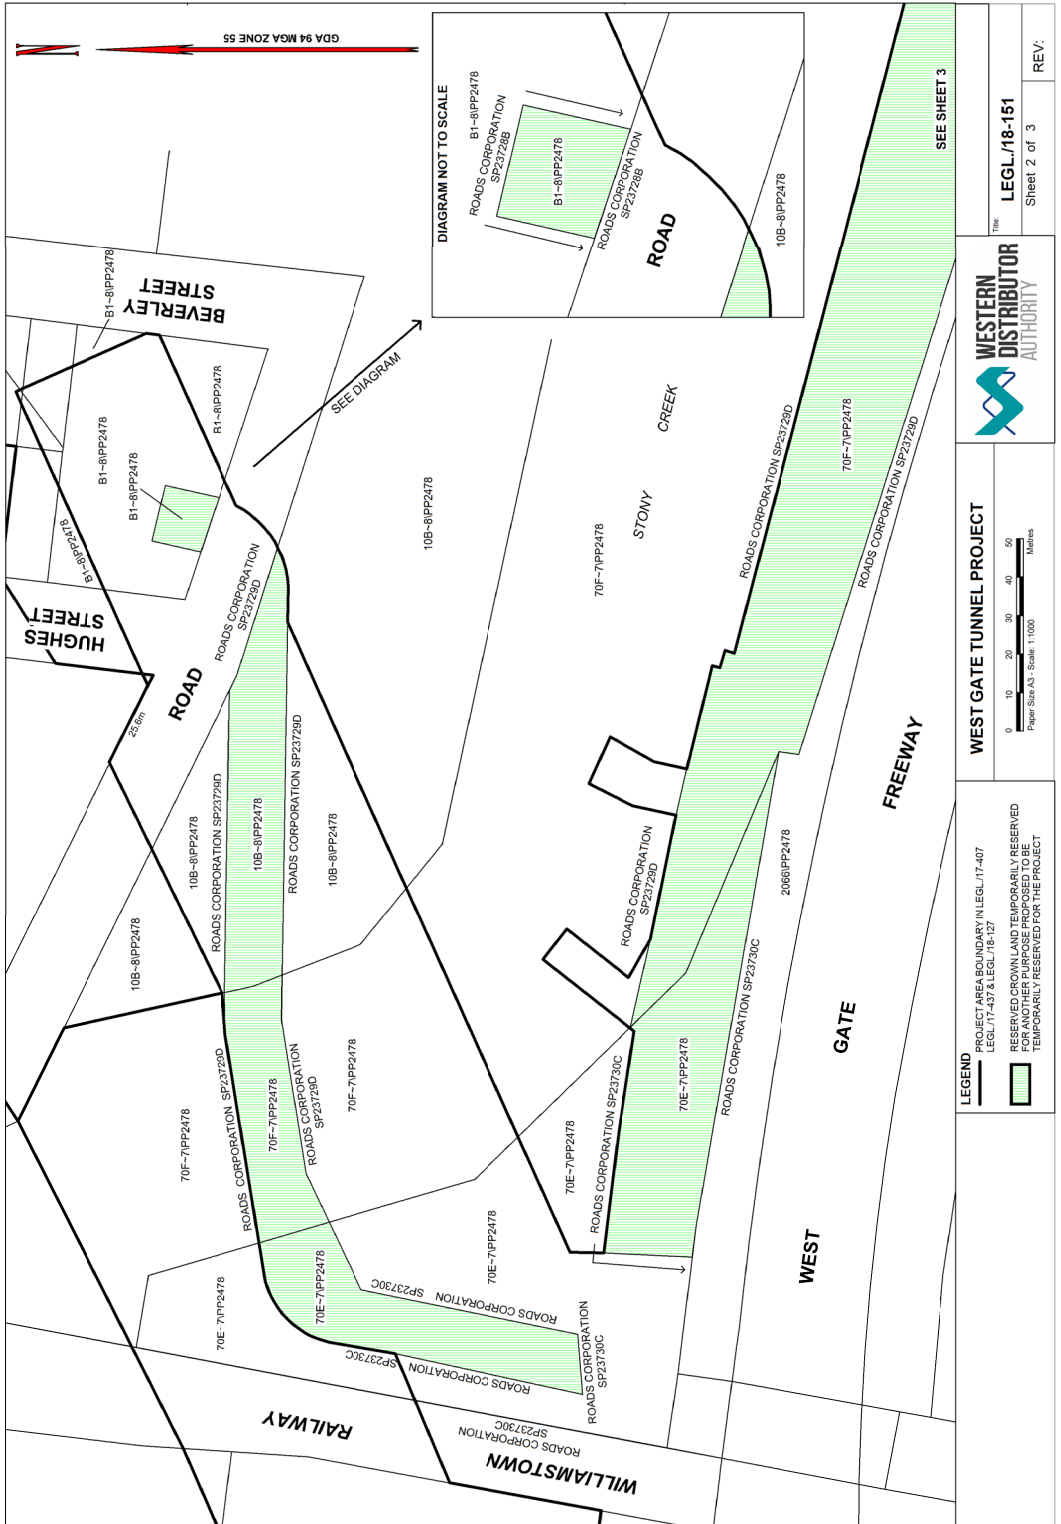 GDA 94 MGA ZONE 55
N
DIAGRAM NOT TO SCALE
B1~8\PP2478
ROADS CORPORATION
SP23728B
B1~8\PP2478
ROADS CORPORATION
SP23728B
ROAD
10B~8\PP2478
SEE SHEET 3
BEVERLEY
STREET
B1~8\PP2478
B1~8\PP2478
B1~8\PP2478
B1~8\PP2478
B1~8\PP2478
HUGHES
STREET
SEE DIAGRAM
ROAD
25.6m
ROADS CORPORATION
SP23729D
10B~8\PP2478
STONY CREEK
70F~7\PP2478
ROADS CORPORATION SP23729D
70F~7\PP2478
ROADS CORPORATION SP23729D
10B~8\PP2478
10B~8\PP2478
ROADS CORPORATION SP23729D
10B~8\PP2478
ROADS CORPORATION SP23729D
10B~8\PP2478
ROADS CORPORATION
SP23729D
2066\PP2478
ROADS CORPORATION SP23730C
70E~7\PP2478
ROADS CORPORATION SP23730C
70E~7\PP2478
70E~7\PP2478
70F~7\PP2478
ROADS CORPORATION SP23729D
70F~7\PP2478
ROADS CORPORATION
SP23729D
70F~7\PP2478
70E~7\PP2478
70E~7\PP2478
ROADS CORPORATION SP23730C
ROADS CORPORATION SP23730C
ROADS CORPORATION
SP23730C
ROADS CORPORATION
SP23730C
WILLIAMSTOWN
RAILWAY
WEST GATE FREEWAY
LEGEND
PROJECT AREA BOUNDARY IN LEGL./17-407
LEGL./17-437 & LEGL./18-127
RESERVED CROWN LAND TEMPORARILY RESERVED
FOR ANOTHER PURPOSE PROPOSED TO BE
TEMPORARILY RESERVED FOR THE PROJECT
WEST GATE TUNNEL PROJECT
0 10 20 30 40 50
Paper Size A3 - Scale: 1:1000
Metres
WESTERN
DISTRIBUTOR
AUTHORITY
Title:
LEGL./18-151
Sheet 2 of 3
REV: